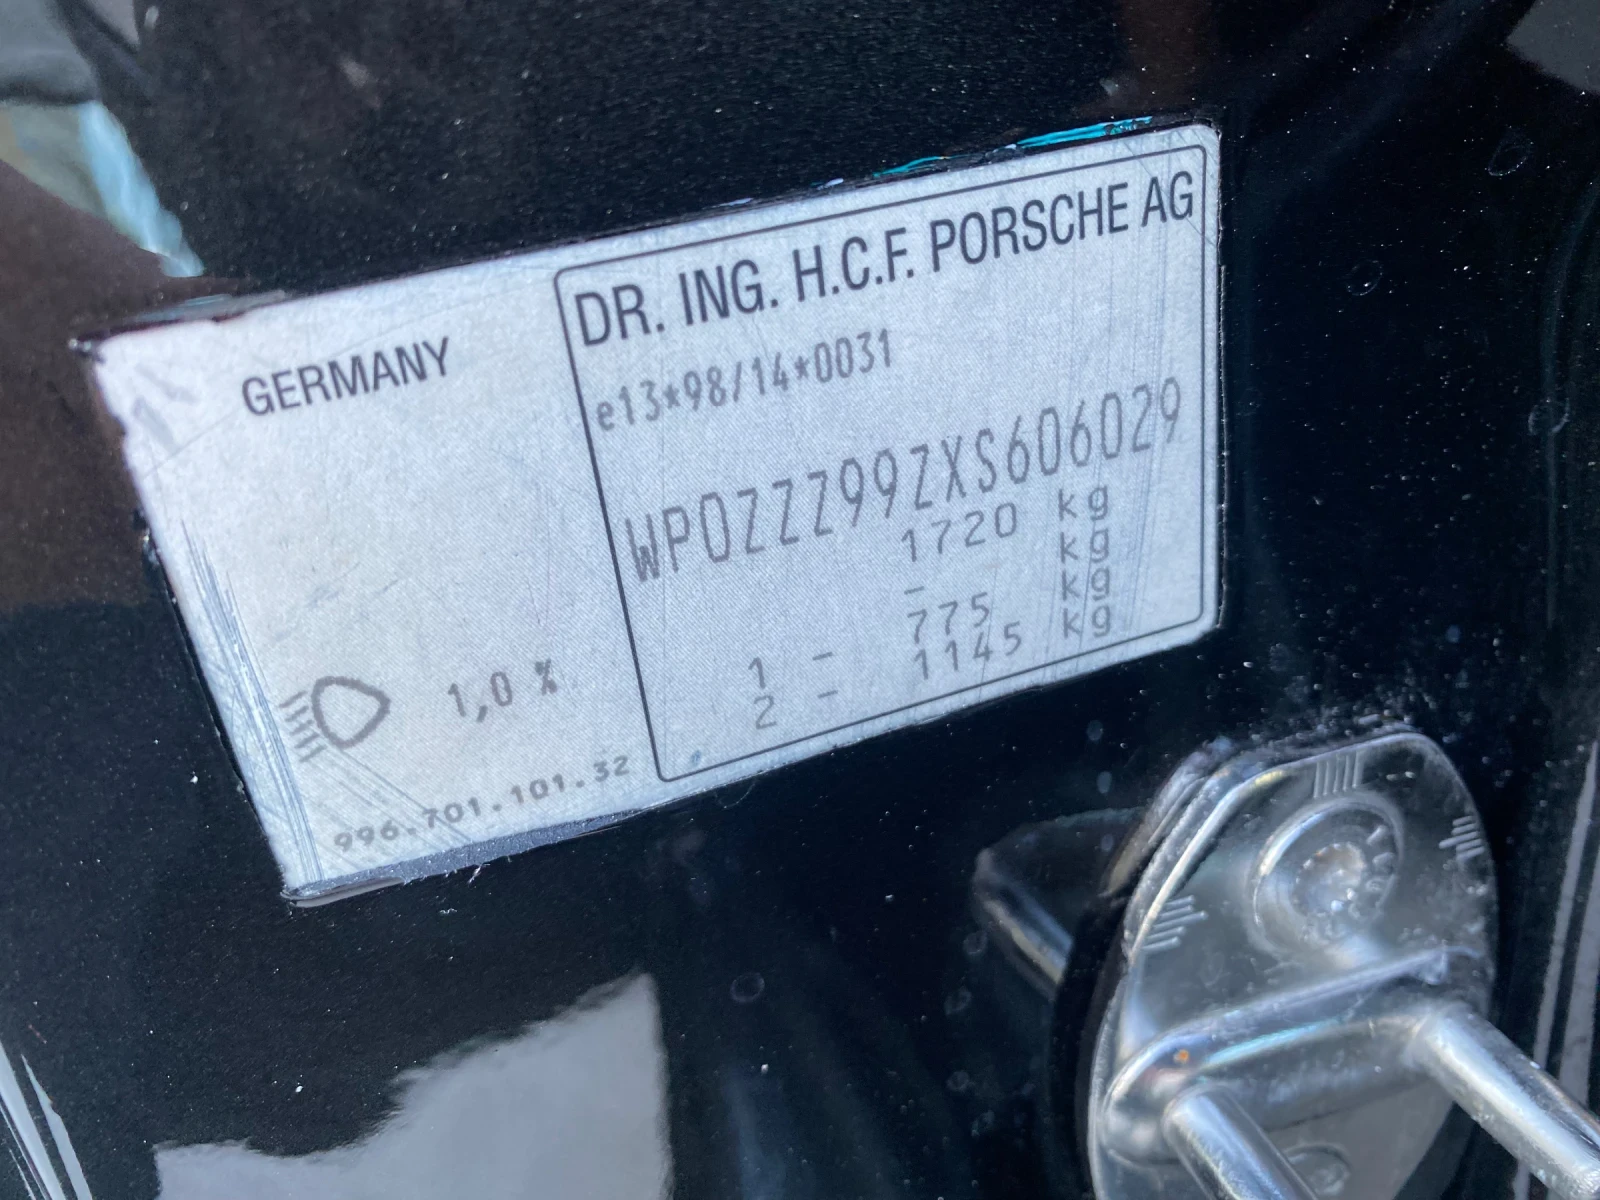 GERMANY
DR. ING. H.C.F. PORSCHE AG
e13*98/14*0031
WP0ZZZ99ZXS606029
1720 kg
- kg
1 - 775 kg
2 - 1145 kg
1,0 %
996.701.101.32